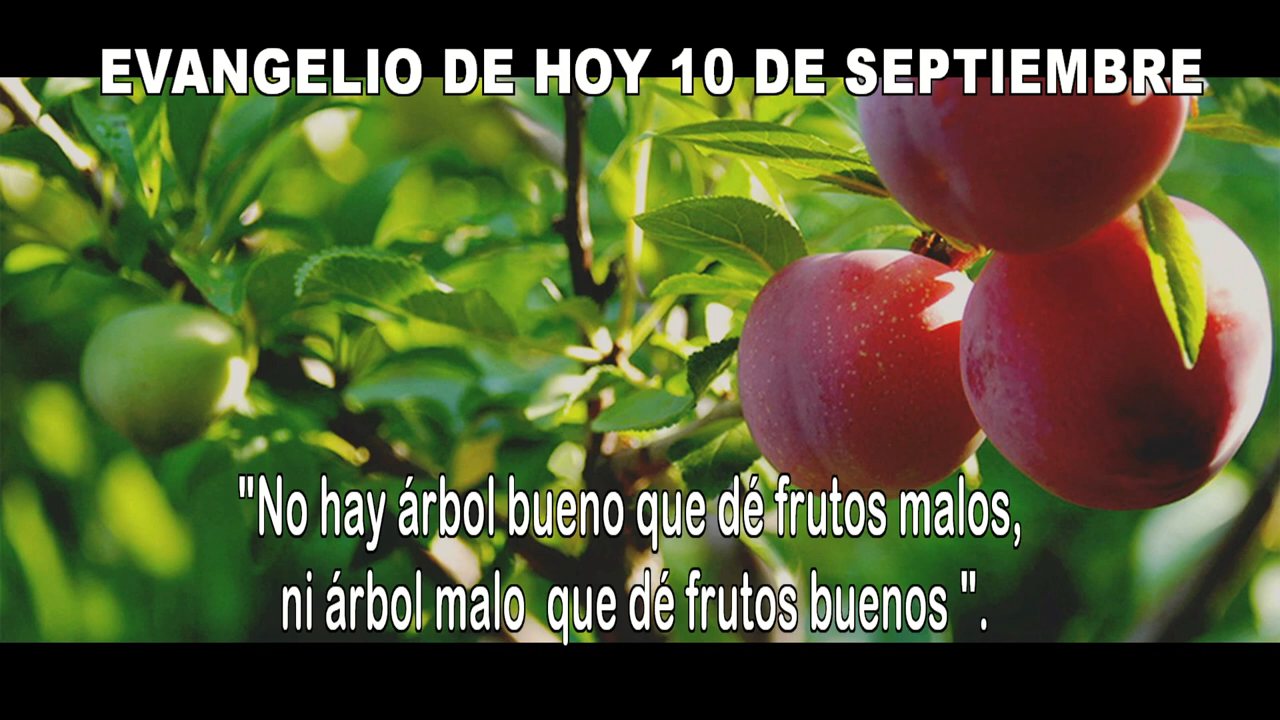 EVANGELIO DE HOY 10 DE SEPTIEMBRE
"No hay árbol bueno que dé frutos malos,
ni árbol malo  que dé frutos buenos ".